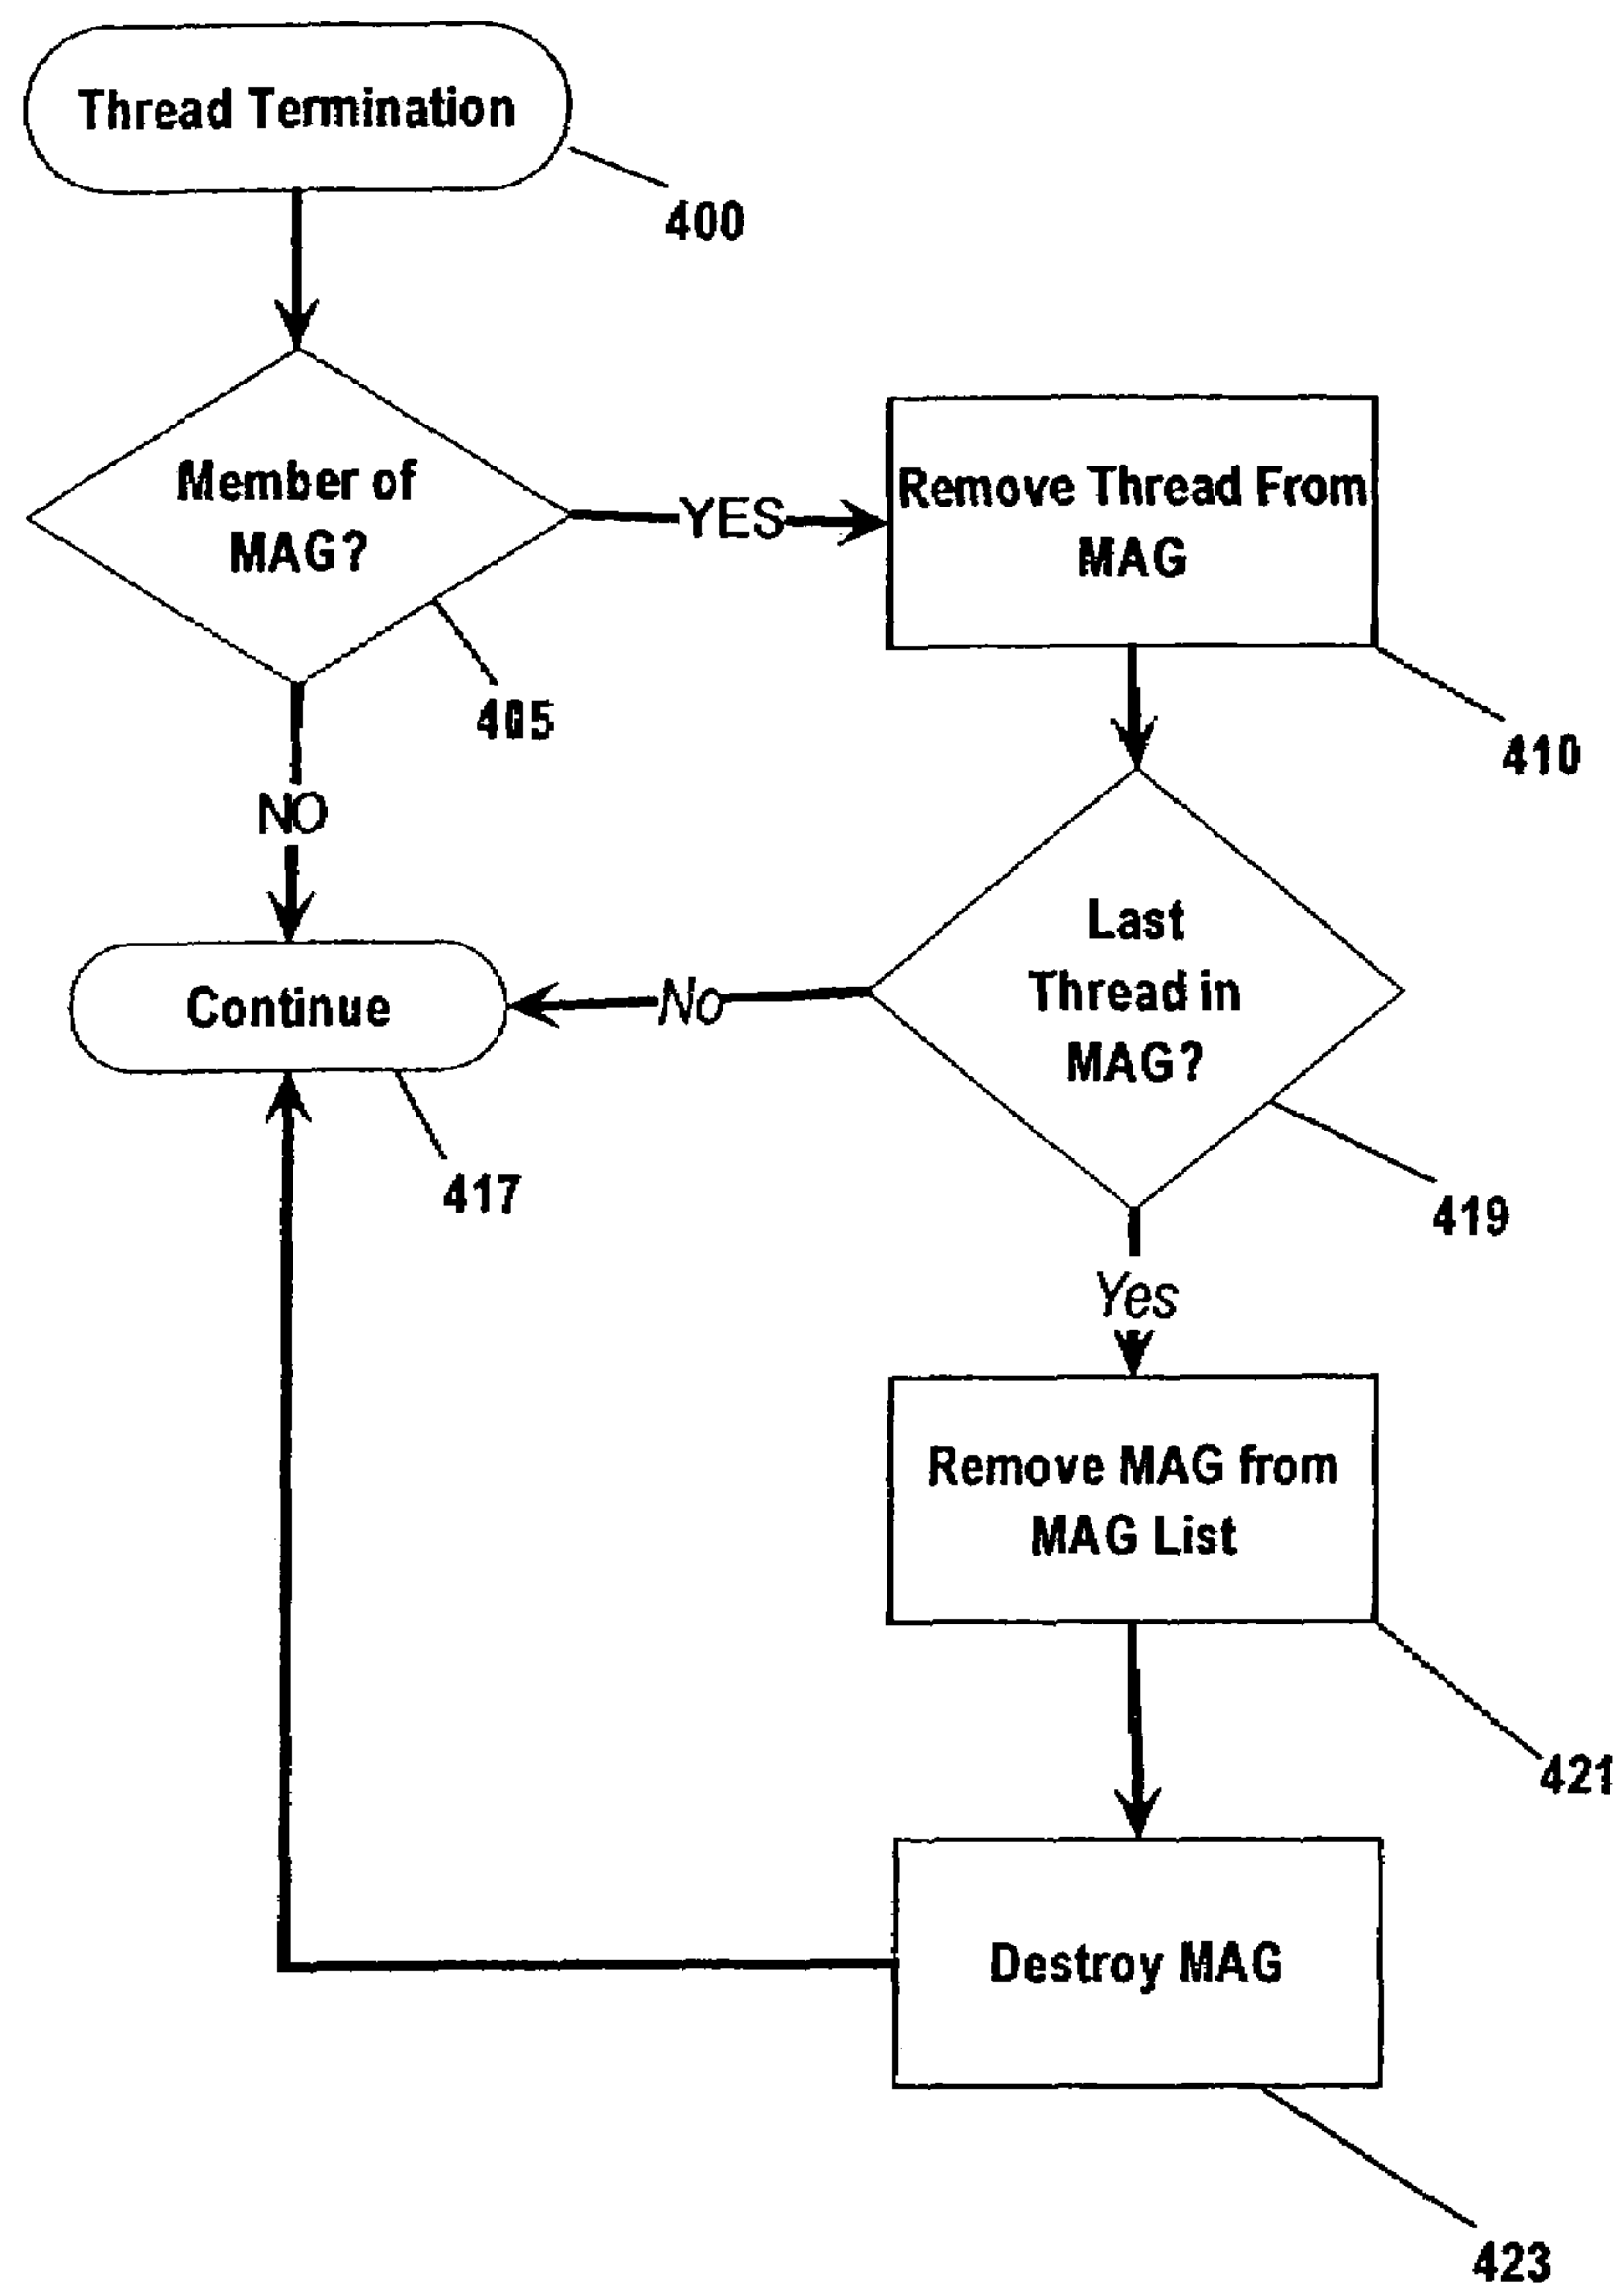 Thread Termination
400
Member of
MAG?
YES
Remove Thread From
MAG
405
410
NO
Last
Thread in
MAG?
Continue
No
417
419
Yes
Remove MAG from
MAG List
421
Destroy MAG
423